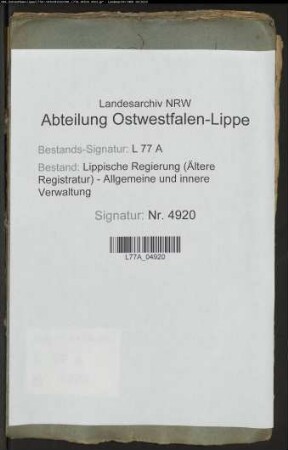 Landesarchiv NRW
Abteilung Ostwestfalen-Lippe
Bestands-Signatur: L 77 A
Bestand: Lippische Regierung (Ältere
Registratur) - Allgemeine und innere
Verwaltung
Signatur: Nr. 4920
L77A_04920